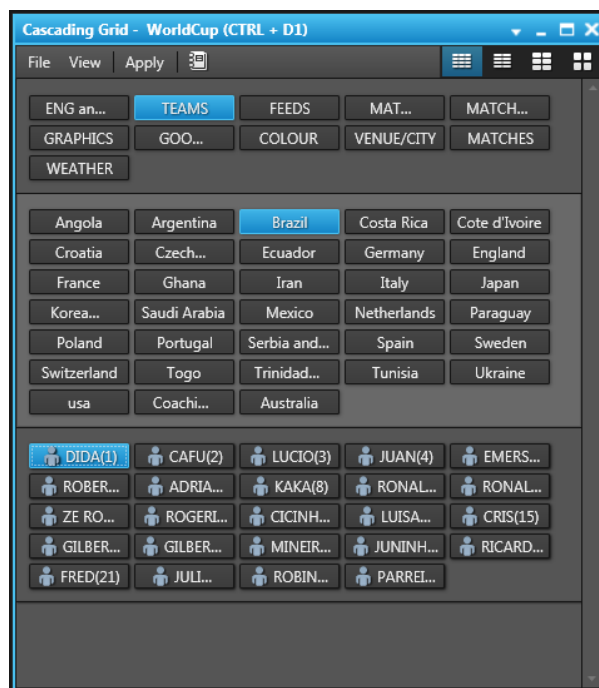 Cascading Grid - WorldCup (CTRL + D1)
File View Apply
ENG an... TEAMS FEEDS MAT... MATCH...
GRAPHICS GOO... COLOUR VENUE/CITY MATCHES
WEATHER
Angola Argentina Brazil Costa Rica Cote d'Ivoire
Croatia Czech... Ecuador Germany England
France Ghana Iran Italy Japan
Korea... Saudi Arabia Mexico Netherlands Paraguay
Poland Portugal Serbia and... Spain Sweden
Switzerland Togo Trinidad... Tunisia Ukraine
usa Coachi... Australia
DIDA(1) CAFU(2) LUCIO(3) JUAN(4) EMERS...
ROBER... ADRIA... KAKA(8) RONAL... RONAL...
ZE RO... ROGERI... CICINH... LUISA... CRIS(15)
GILBER... GILBER... MINEIR... JUNINH... RICARD...
FRED(21) JULI... ROBIN... PARREI...